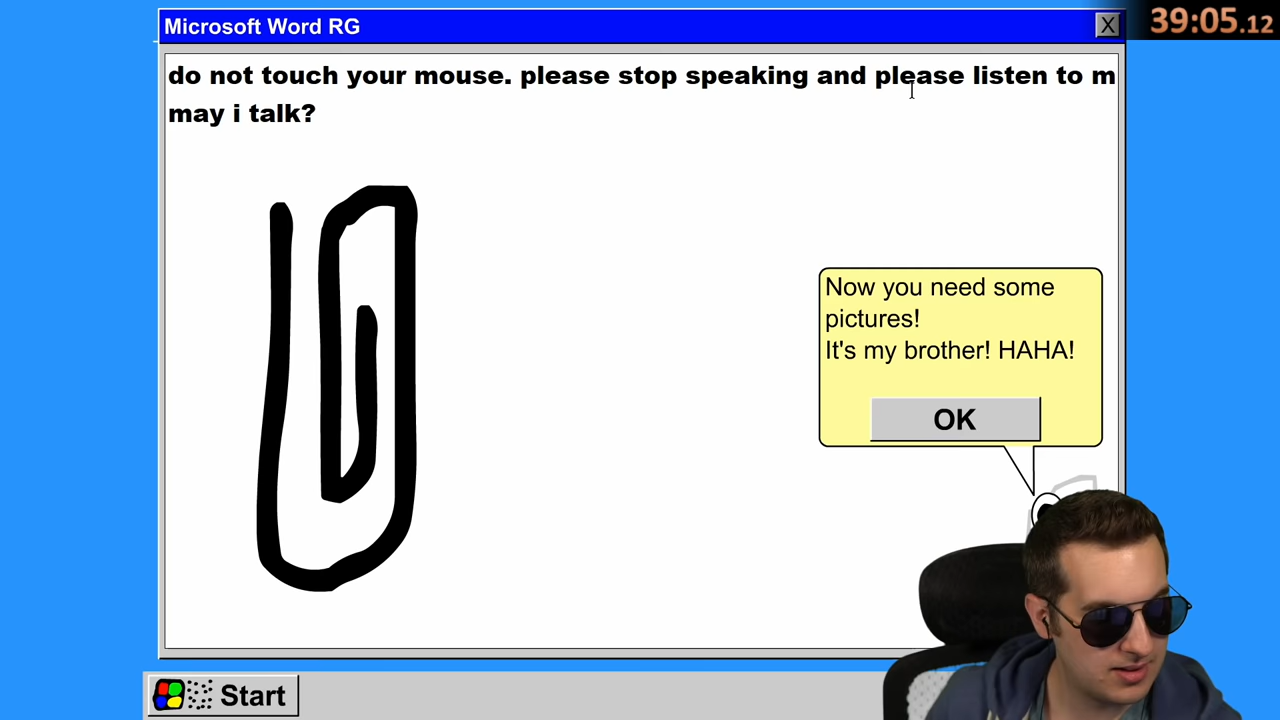 Microsoft Word RG
X
39:05.12
do not touch your mouse. please stop speaking and please listen to m
may i talk?
Now you need some
pictures!
It's my brother! HAHA!
OK
Start